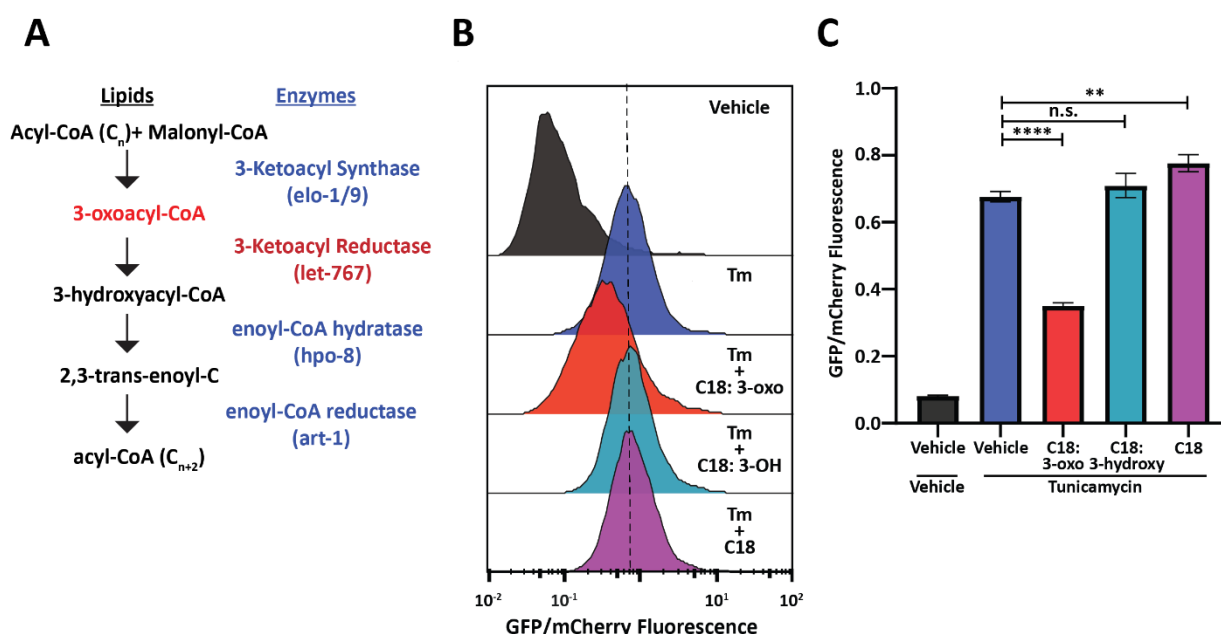 A
Lipids
Enzymes
Acyl-CoA (Cn)+ Malonyl-CoA
3-Ketoacyl Synthase
(elo-1/9)
3-oxoacyl-CoA
3-Ketoacyl Reductase
(let-767)
3-hydroxyacyl-CoA
enoyl-CoA hydratase
(hpo-8)
2,3-trans-enoyl-C
enoyl-CoA reductase
(art-1)
acyl-CoA (Cn+2)
B
Vehicle
Tm
Tm
+
C18: 3-oxo
Tm
+
C18: 3-OH
Tm
+
C18
10-2 10-1 101 102
GFP/mCherry Fluorescence
C
GFP/mCherry Fluorescence
1.0
0.8
0.6
0.4
0.2
0.0
**
n.s.
****
Vehicle Vehicle C18: C18: C18
3-oxo 3-hydroxy
Vehicle Tunicamycin